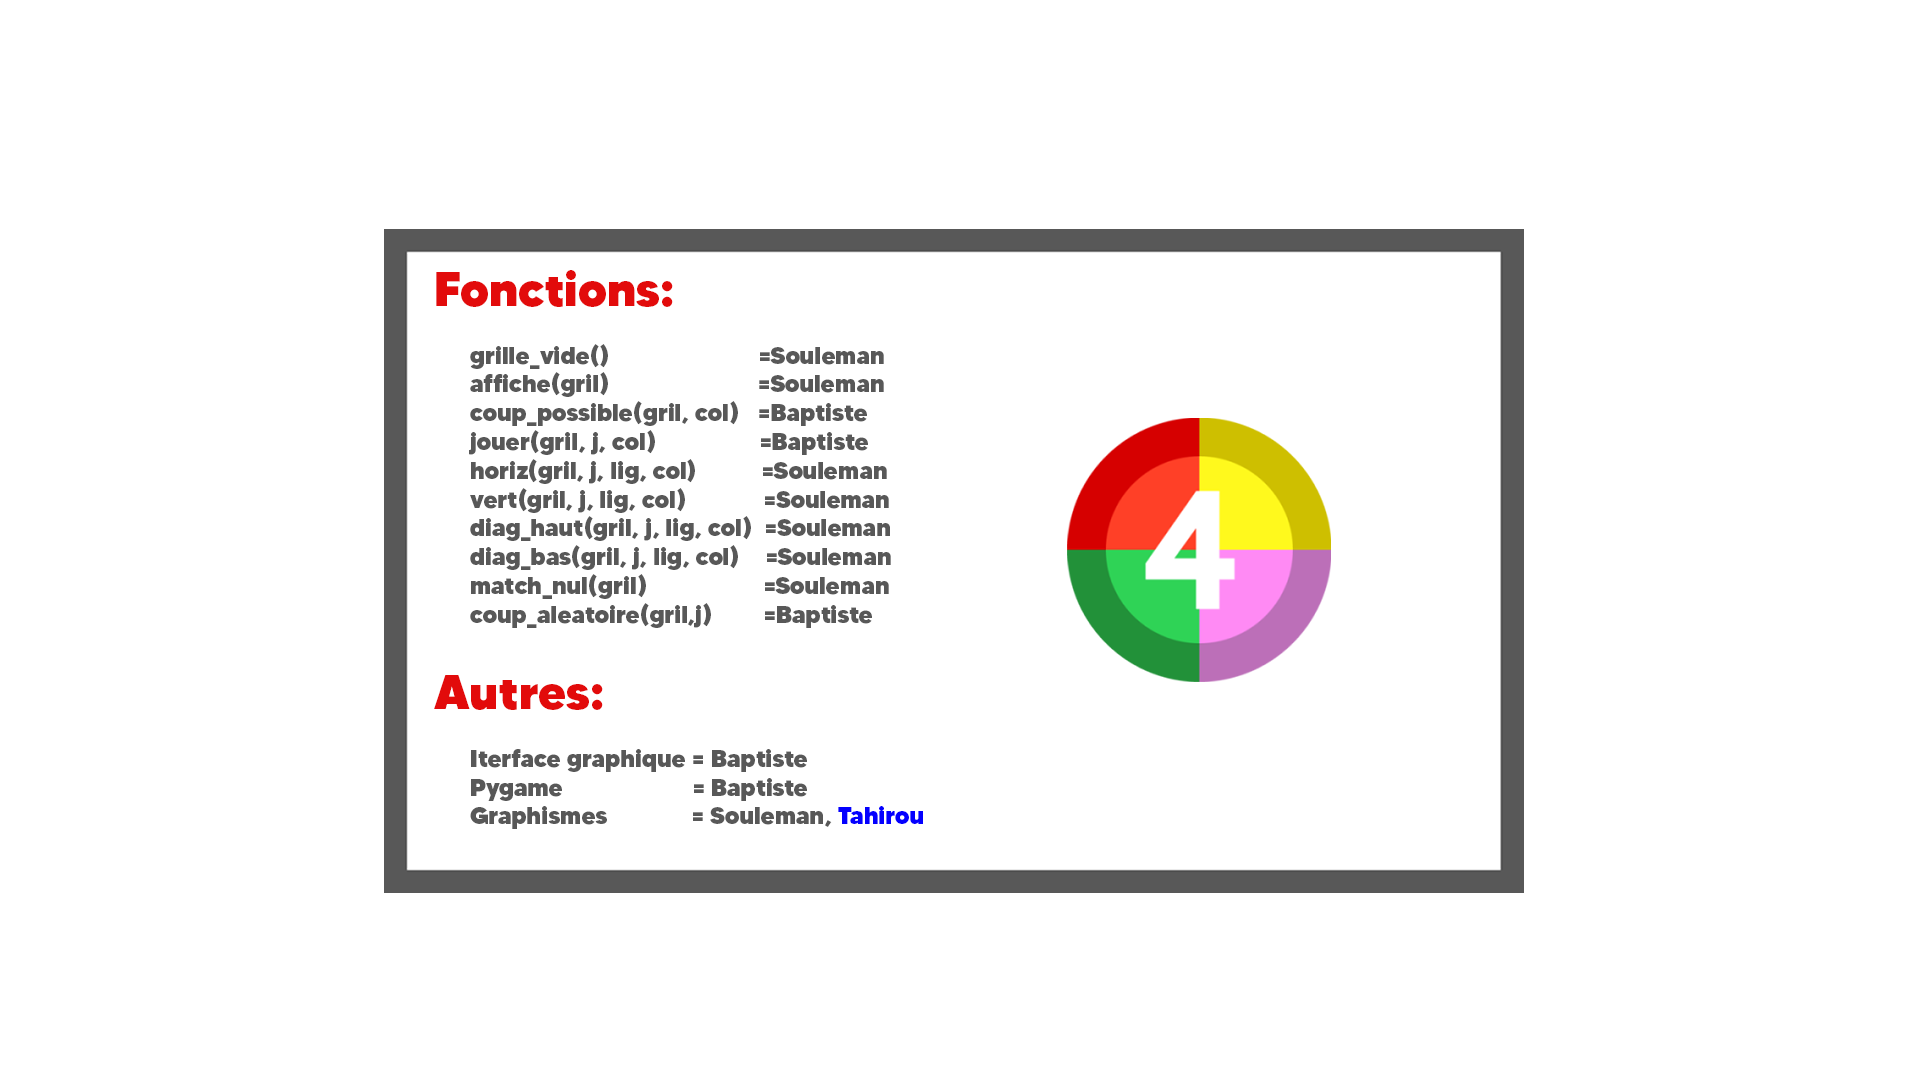 Fonctions:
grille_vide() =Souleman
affiche(gril) =Souleman
coup_possible(gril, col) =Baptiste
jouer(gril, j, col) =Baptiste
horiz(gril, j, lig, col) =Souleman
vert(gril, j, lig, col) =Souleman
diag_haut(gril, j, lig, col) =Souleman
diag_bas(gril, j, lig, col) =Souleman
match_nul(gril) =Souleman
coup_aleatoire(gril,j) =Baptiste
4
Autres:
Iterface graphique = Baptiste
Pygame = Baptiste
Graphismes = Souleman, Tahirou